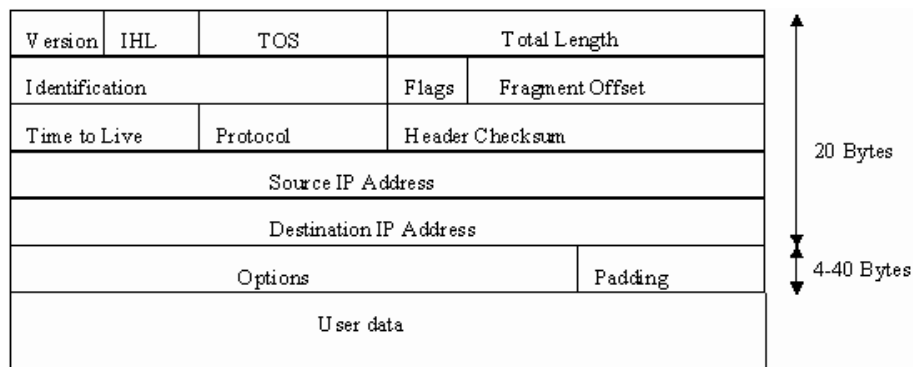 Version IHL TOS Total Length
Identification Flags Fragment Offset
Time to Live Protocol Header Checksum
20 Bytes
Source IP Address
Destination IP Address
Options Padding
4-40 Bytes
User data